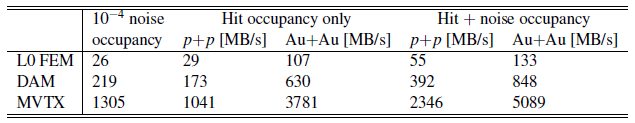 10⁻⁴ noise Hit occupancy only Hit + noise occupancy
occupancy p+p [MB/s] Au+Au [MB/s] p+p [MB/s] Au+Au [MB/s]
L0 FEM 26 29 107 55 133
DAM 219 173 630 392 848
MVTX 1305 1041 3781 2346 5089